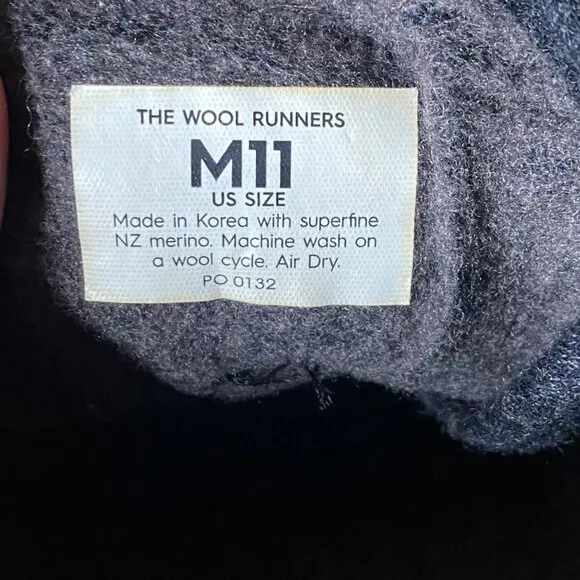 THE WOOL RUNNERS
M11
US SIZE
Made in Korea with superfine
NZ merino. Machine wash on
a wool cycle. Air Dry.
PO 0132